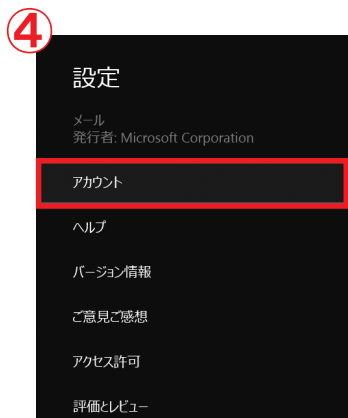 ④
設定
メール
発行者: Microsoft Corporation
アカウント
ヘルプ
バージョン情報
ご意見ご感想
アクセス許可
評価とレビュー